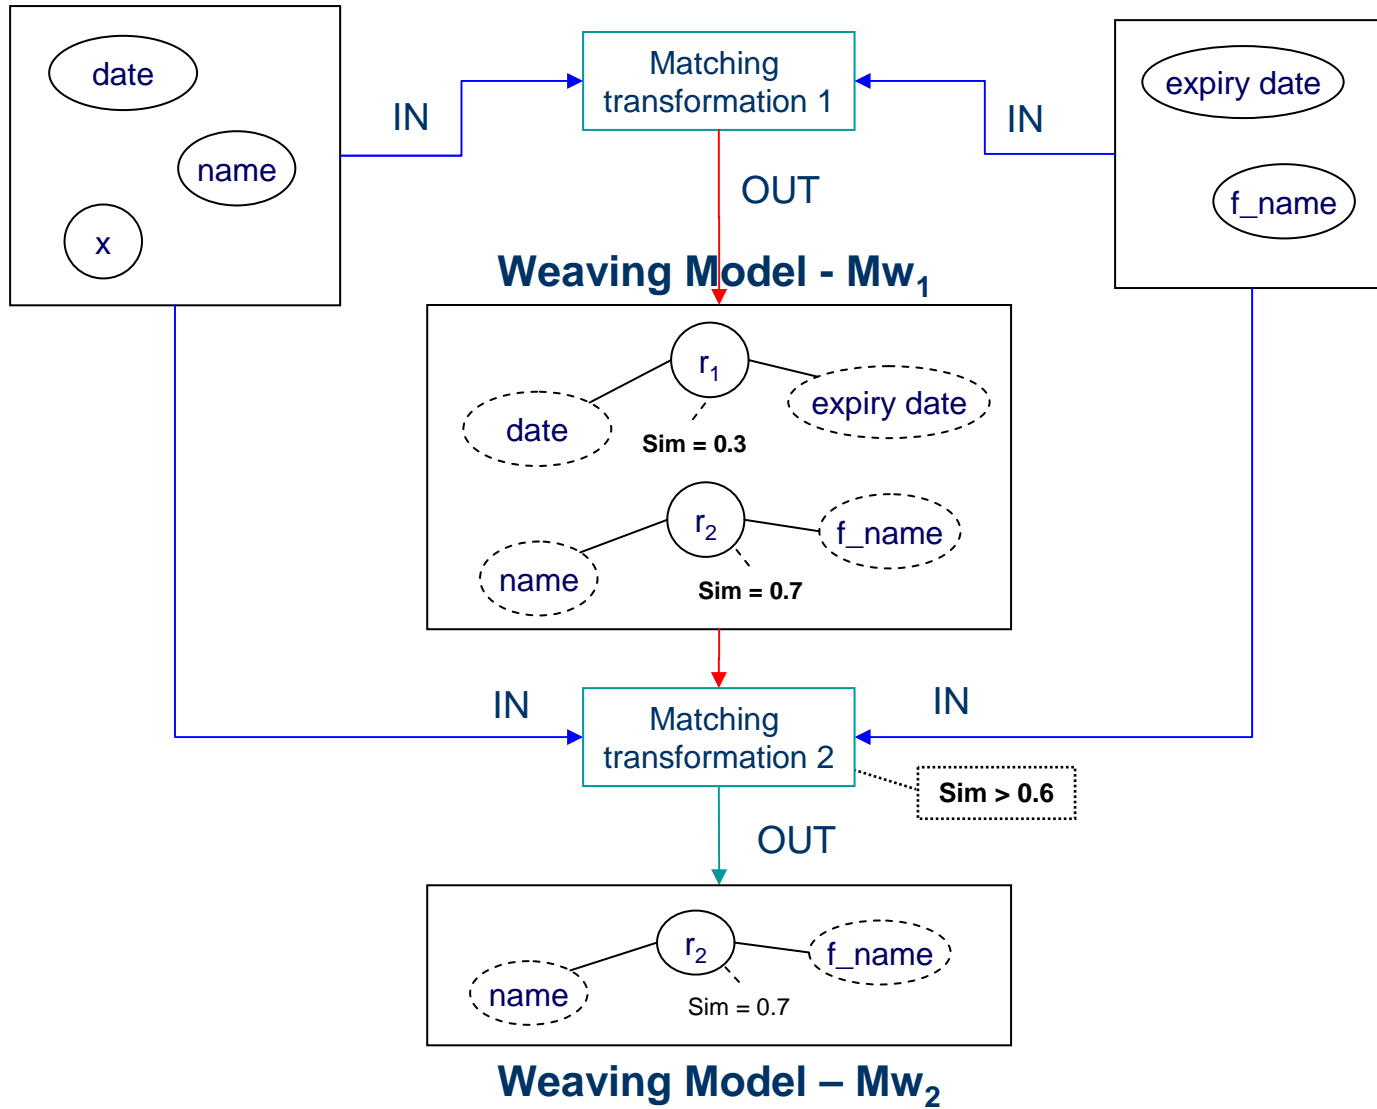 date
name
x
IN
Matching
transformation 1
IN
expiry date
f_name
OUT
Weaving Model - Mw₁
r₁
date
expiry date
Sim = 0.3
r₂
name
f_name
Sim = 0.7
IN
Matching
transformation 2
IN
Sim > 0.6
OUT
r₂
name
f_name
Sim = 0.7
Weaving Model – Mw₂